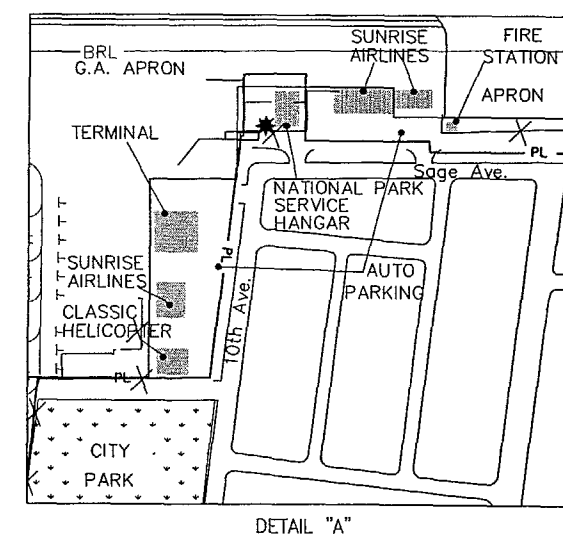 SUNRISE
AIRLINES
FIRE
STATION
BRL
G.A. APRON
APRON
TERMINAL
PL
Sage Ave.
NATIONAL PARK
SERVICE
HANGAR
PL
SUNRISE
AIRLINES
AUTO
PARKING
CLASSIC
HELICOPTER
10th Ave.
PL
CITY
PARK
DETAIL "A"